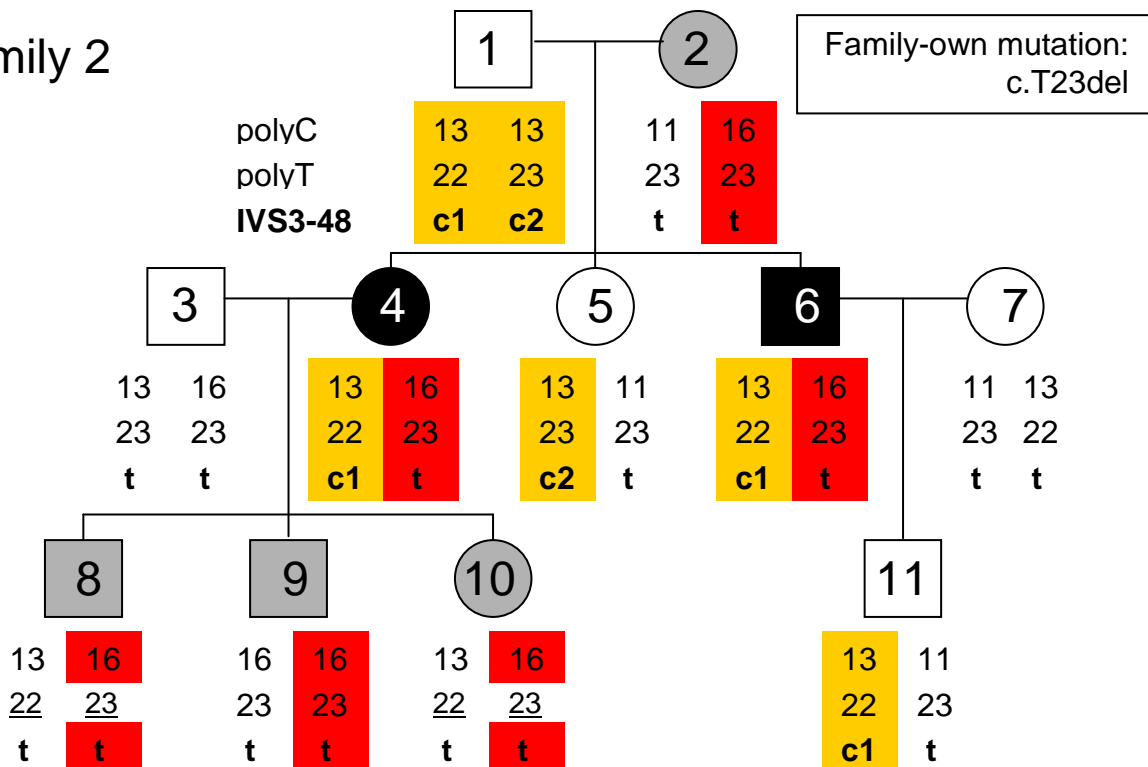 mily 2
1 2
Family-own mutation:
c.T23del
polyC 13 13 11 16
polyT 22 23 23 23
IVS3-48 c1 c2 t t
3 4 5 6 7
13 16 13 16 13 11 13 16 11 13
23 23 22 23 23 23 22 23 23 22
t t c1 t c2 t c1 t t t
8 9 10 11
13 16 16 16 13 16 13 11
22 23 23 23 22 23 22 23
t t t t t t c1 t